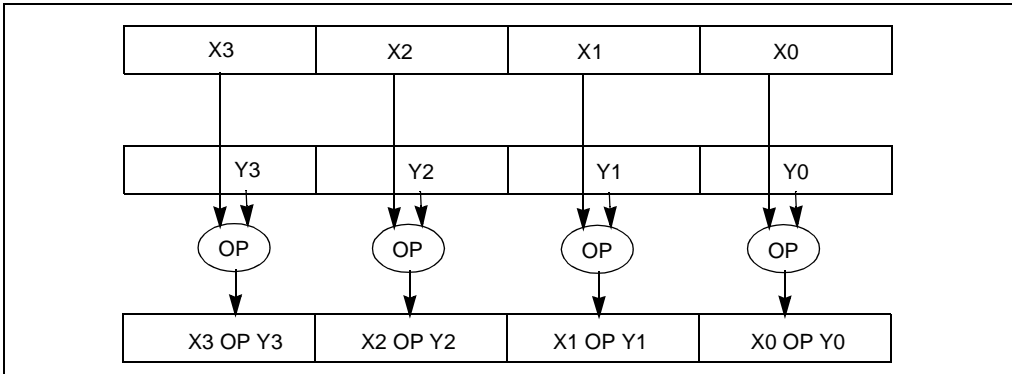 X3 X2 X1 X0
Y3 Y2 Y1 Y0
OP OP OP OP
X3 OP Y3 X2 OP Y2 X1 OP Y1 X0 OP Y0